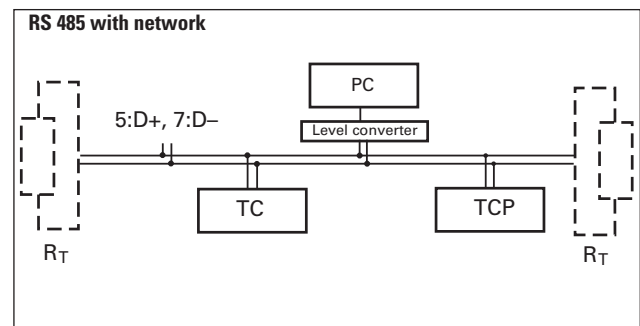 RS 485 with network
PC
5:D+, 7:D–
Level converter
TC
TCP
RT
RT